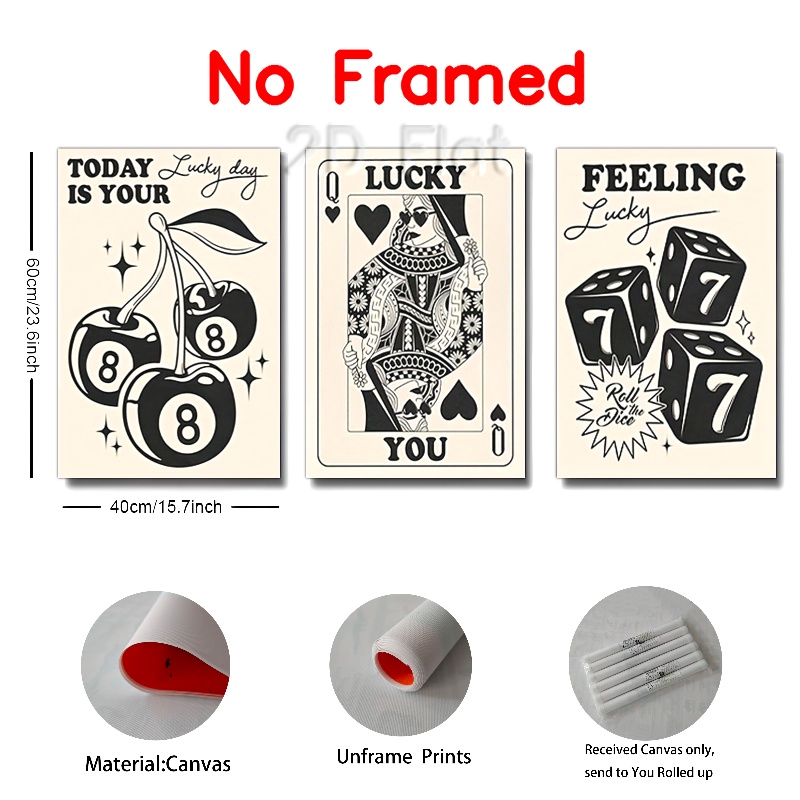 No Framed
2D Flat
TODAY Lucky day
IS YOUR
8
8
8
Q
LUCKY
YOU
Q
FEELING
Lucky
7
7
7
Roll
the
Dice
60cm/23.6inch
40cm/15.7inch
Material:Canvas
Unframe Prints
Received Canvas only,
send to You Rolled up